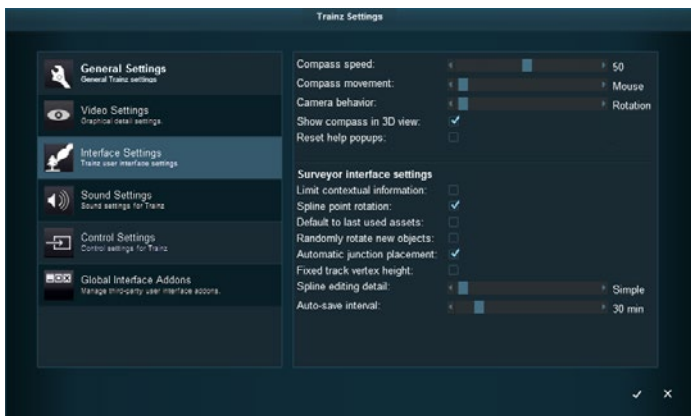 Trainz Settings
General Settings
General Trainz settings
Video Settings
Graphical detail settings.
Interface Settings
Trainz user interface settings
Sound Settings
Sound settings for Trainz
Control Settings
Control settings for Trainz
Global Interface Addons
Manage third-party user interface addons.
Compass speed: 50
Compass movement: Mouse
Camera behavior: Rotation
Show compass in 3D view:
Reset help popups:
Surveyor interface settings
Limit contextual information:
Spline point rotation:
Default to last used assets:
Randomly rotate new objects:
Automatic junction placement:
Fixed track vertex height:
Spline editing detail: Simple
Auto-save interval: 30 min